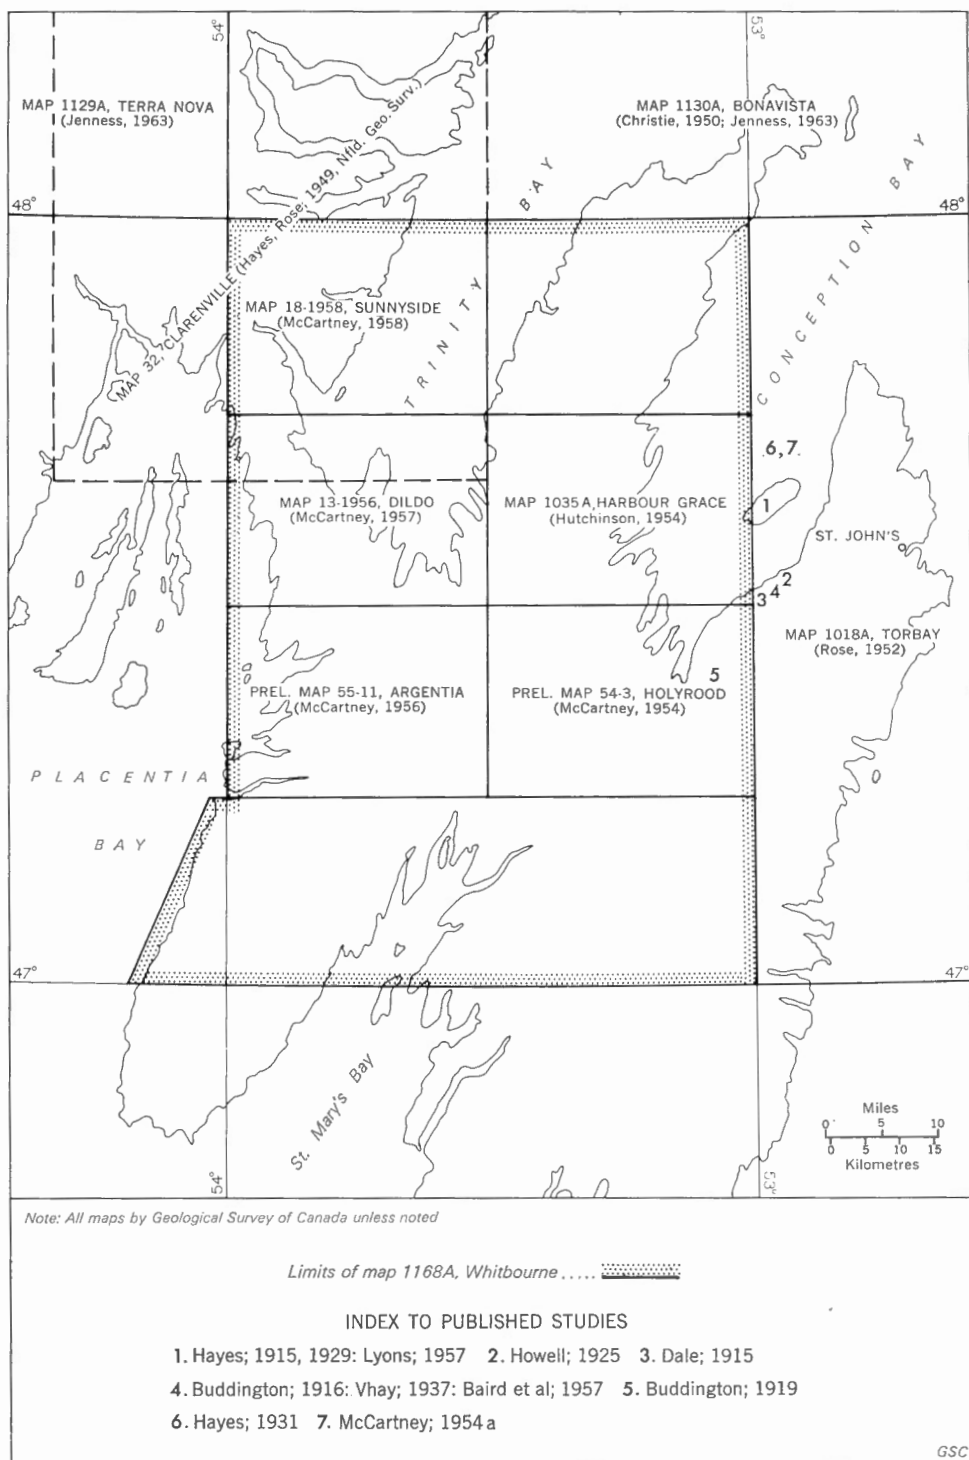 54°
53°
MAP 1129A, TERRA NOVA
(Jenness, 1963)
MAP 1130A, BONAVISTA
(Christie, 1950; Jenness, 1963)
MAP 32, CLARENVILLE (Hayes, Rose; 1949, Nfld. Geo. Surv.)
48°
48°
TRINITY BAY
CONCEPTION BAY
MAP 18-1958, SUNNYSIDE
(McCartney, 1958)
6,7.
MAP 13-1956, DILDO
(McCartney, 1957)
MAP 1035A, HARBOUR GRACE
(Hutchinson, 1954)
1
ST. JOHN'S
2
3 4
MAP 1018A, TORBAY
(Rose, 1952)
5
PREL. MAP 55-11, ARGENTIA
(McCartney, 1956)
PREL. MAP 54-3, HOLYROOD
(McCartney, 1954)
PLACENTIA
BAY
47°
47°
St. Mary's Bay
Miles
0 5 10
0 5 10 15
Kilometres
54°
53°
Note: All maps by Geological Survey of Canada unless noted
Limits of map 1168A, Whitbourne .....
INDEX TO PUBLISHED STUDIES
1. Hayes; 1915, 1929: Lyons; 1957 2. Howell; 1925 3. Dale; 1915
4. Buddington; 1916: Vhay; 1937: Baird et al; 1957 5. Buddington; 1919
6. Hayes; 1931 7. McCartney; 1954a
GSC